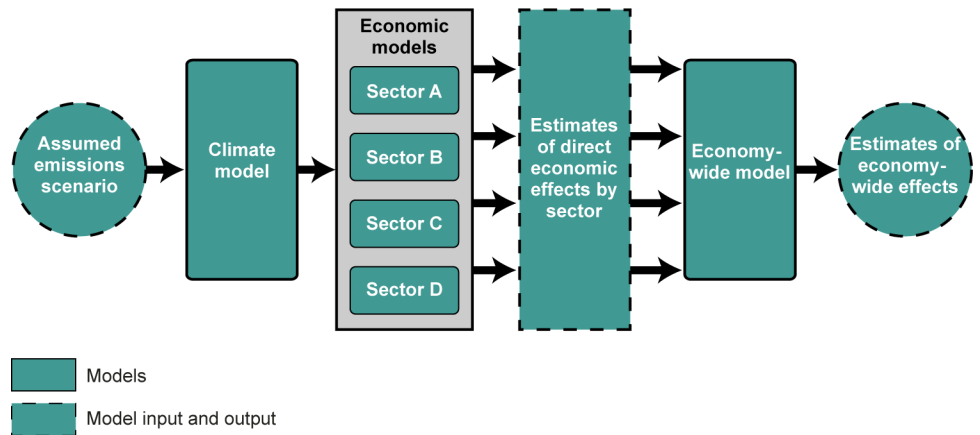 Assumed
emissions
scenario
Climate
model
Economic
models
Sector A
Sector B
Sector C
Sector D
Estimates
of direct
economic
effects by
sector
Economy-
wide model
Estimates of
economy-
wide effects
Models
Model input and output